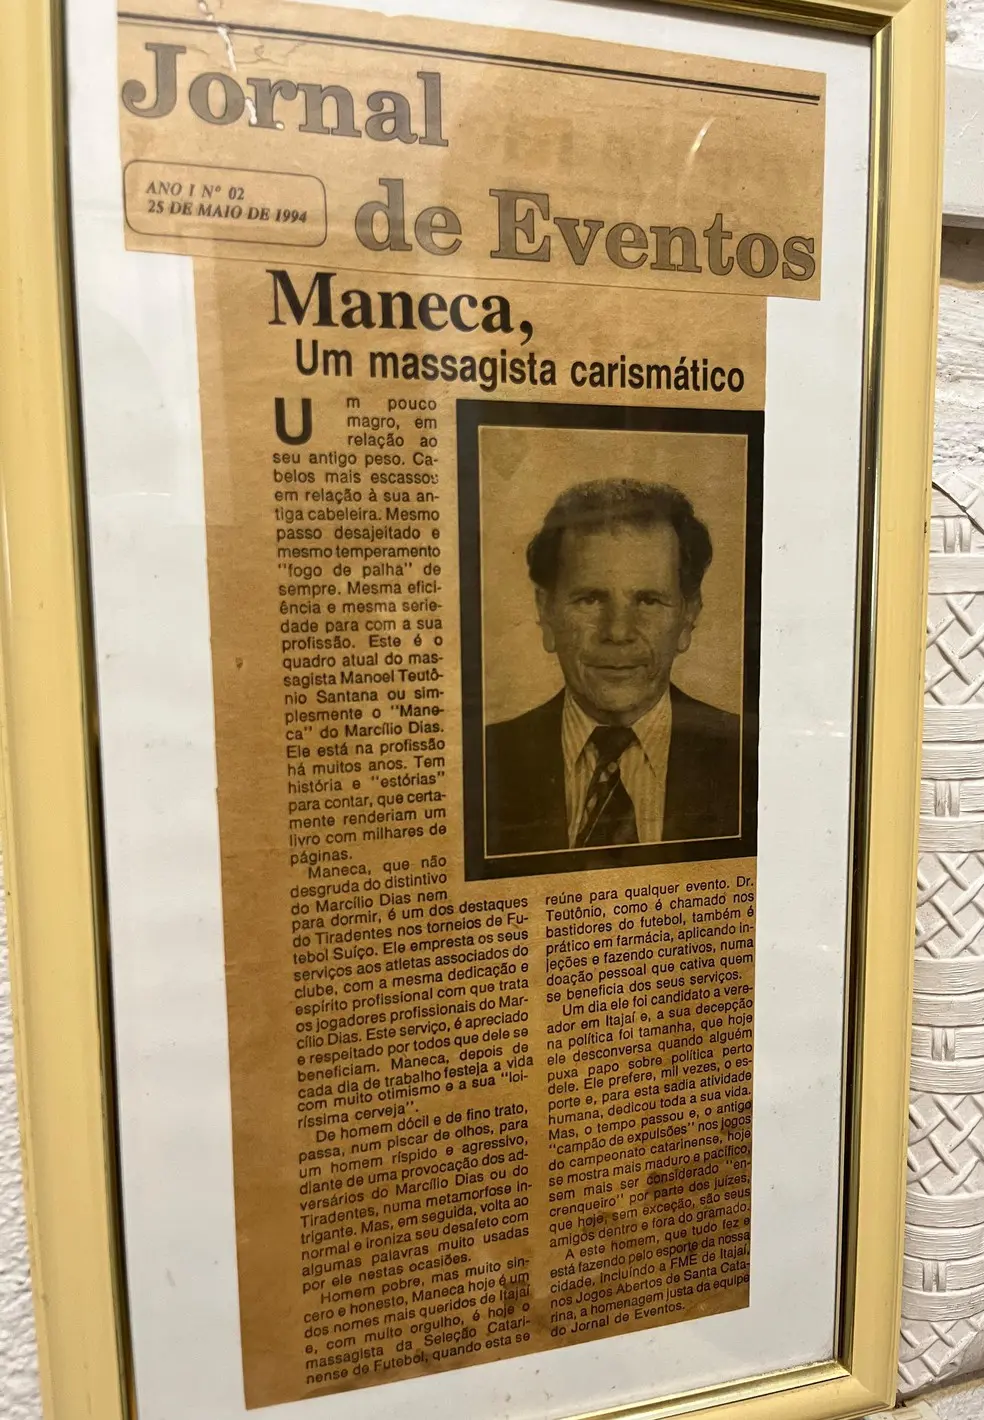 Jornal
de Eventos
ANO I Nº 02
25 DE MAIO DE 1994
Maneca,
Um massagista carismático
Um pouco
magro, em
relação ao
seu antigo peso. Ca-
belos mais escassos
em relação à sua an-
tiga cabeleira. Mesmo
passo desajeitado e
mesmo temperamento
"fogo de palha" de
sempre. Mesma efici-
ência e mesma serie-
dade para com a sua
profissão. Este é o
quadro atual do mas-
sagista Manoel Teutô-
nio Santana ou sim-
plesmente o "Mane-
ca" do Marcílio Dias.
Ele está na profissão
há muitos anos. Tem
história e "estórias"
para contar, que certa-
mente renderiam um
livro com milhares de
páginas.
Maneca, que não
desgruda do distintivo
do Marcílio Dias nem
para dormir, é um dos destaques
do Tiradentes nos torneios de Fu-
tebol Suíço. Ele empresta os seus
serviços aos atletas associados do
clube, com a mesma dedicação e
espírito profissional com que trata
os jogadores profissionais do Mar-
cílio Dias. Este serviço, é apreciado
e respeitado por todos que dele se
beneficiam. Maneca, depois de
cada dia de trabalho festeja a vida
com muito otimismo e a sua "loi-
ríssima cerveja".
De homem dócil e de fino trato,
passa, num piscar de olhos, para
um homem ríspido e agressivo,
diante de uma provocação dos ad-
versários do Marcílio Dias ou do
Tiradentes, numa metamorfose in-
trigante. Mas, em seguida, volta ao
normal e ironiza seu desafeto com
algumas palavras muito usadas
por ele nestas ocasiões.
Homem pobre, mas muito sin-
cero e honesto, Maneca hoje é um
dos nomes mais queridos de Itajaí
e, com muito orgulho, é hoje o
massagista da Seleção Catari-
nense de Futebol, quando esta se
reúne para qualquer evento. Dr.
Teutônio, como é chamado nos
bastidores do futebol, também é
prático em farmácia, aplicando in-
jeções e fazendo curativos, numa
doação pessoal que cativa quem
se beneficia dos seus serviços.
Um dia ele foi candidato a vere-
ador em Itajaí e, a sua decepção
na política foi tamanha, que hoje
ele desconversa quando alguém
puxa papo sobre política perto
dele. Ele prefere, mil vezes, o es-
porte e, para esta sadia atividade
humana, dedicou toda a sua vida.
Mas, o tempo passou e, o antigo
"campão de expulsões" nos jogos
do campeonato catarinense, hoje
se mostra mais maduro e pacífico,
sem mais ser considerado "en-
crenqueiro" por parte dos juízes,
que hoje, sem exceção, são seus
amigos dentro e fora do gramado.
A este homem, que tudo fez e
está fazendo pelo esporte da nossa
cidade, incluíndo a FME de Itajaí,
nos Jogos Abertos de Santa Cata-
rina, a homenagem justa da equipe
do Jornal de Eventos.